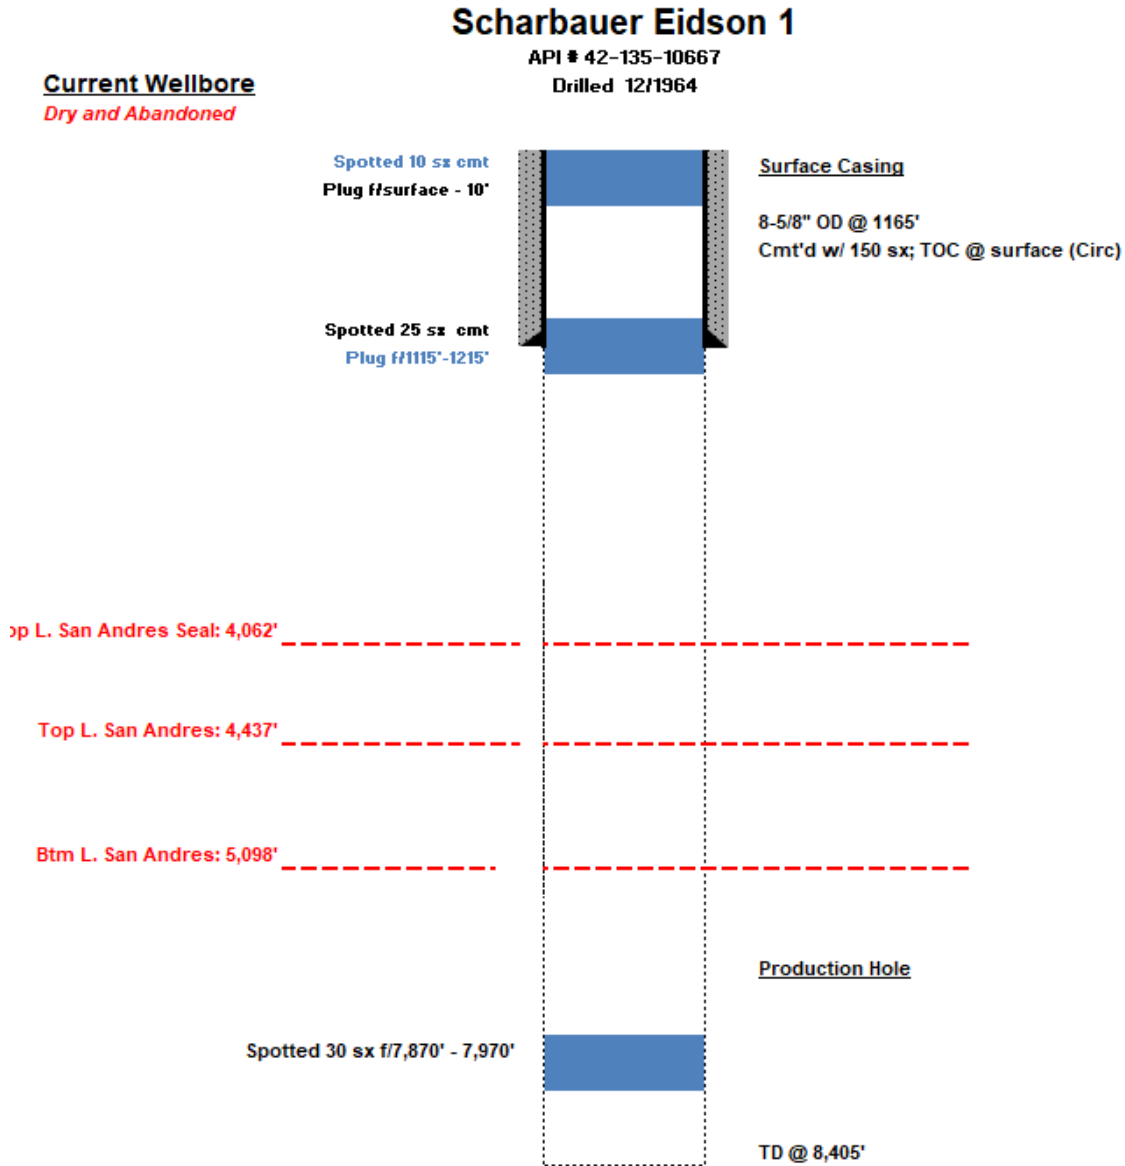 Scharbauer Eidson 1
API # 42-135-10667
Drilled 12/1964
Current Wellbore
Dry and Abandoned
Spotted 10 sx cmt
Plug f/surface - 10'
Surface Casing
8-5/8" OD @ 1165'
Cmt'd w/ 150 sx; TOC @ surface (Circ)
Spotted 25 sx cmt
Plug f/1115'-1215'
op L. San Andres Seal: 4,062'
Top L. San Andres: 4,437'
Btm L. San Andres: 5,098'
Production Hole
Spotted 30 sx f/7,870' - 7,970'
TD @ 8,405'